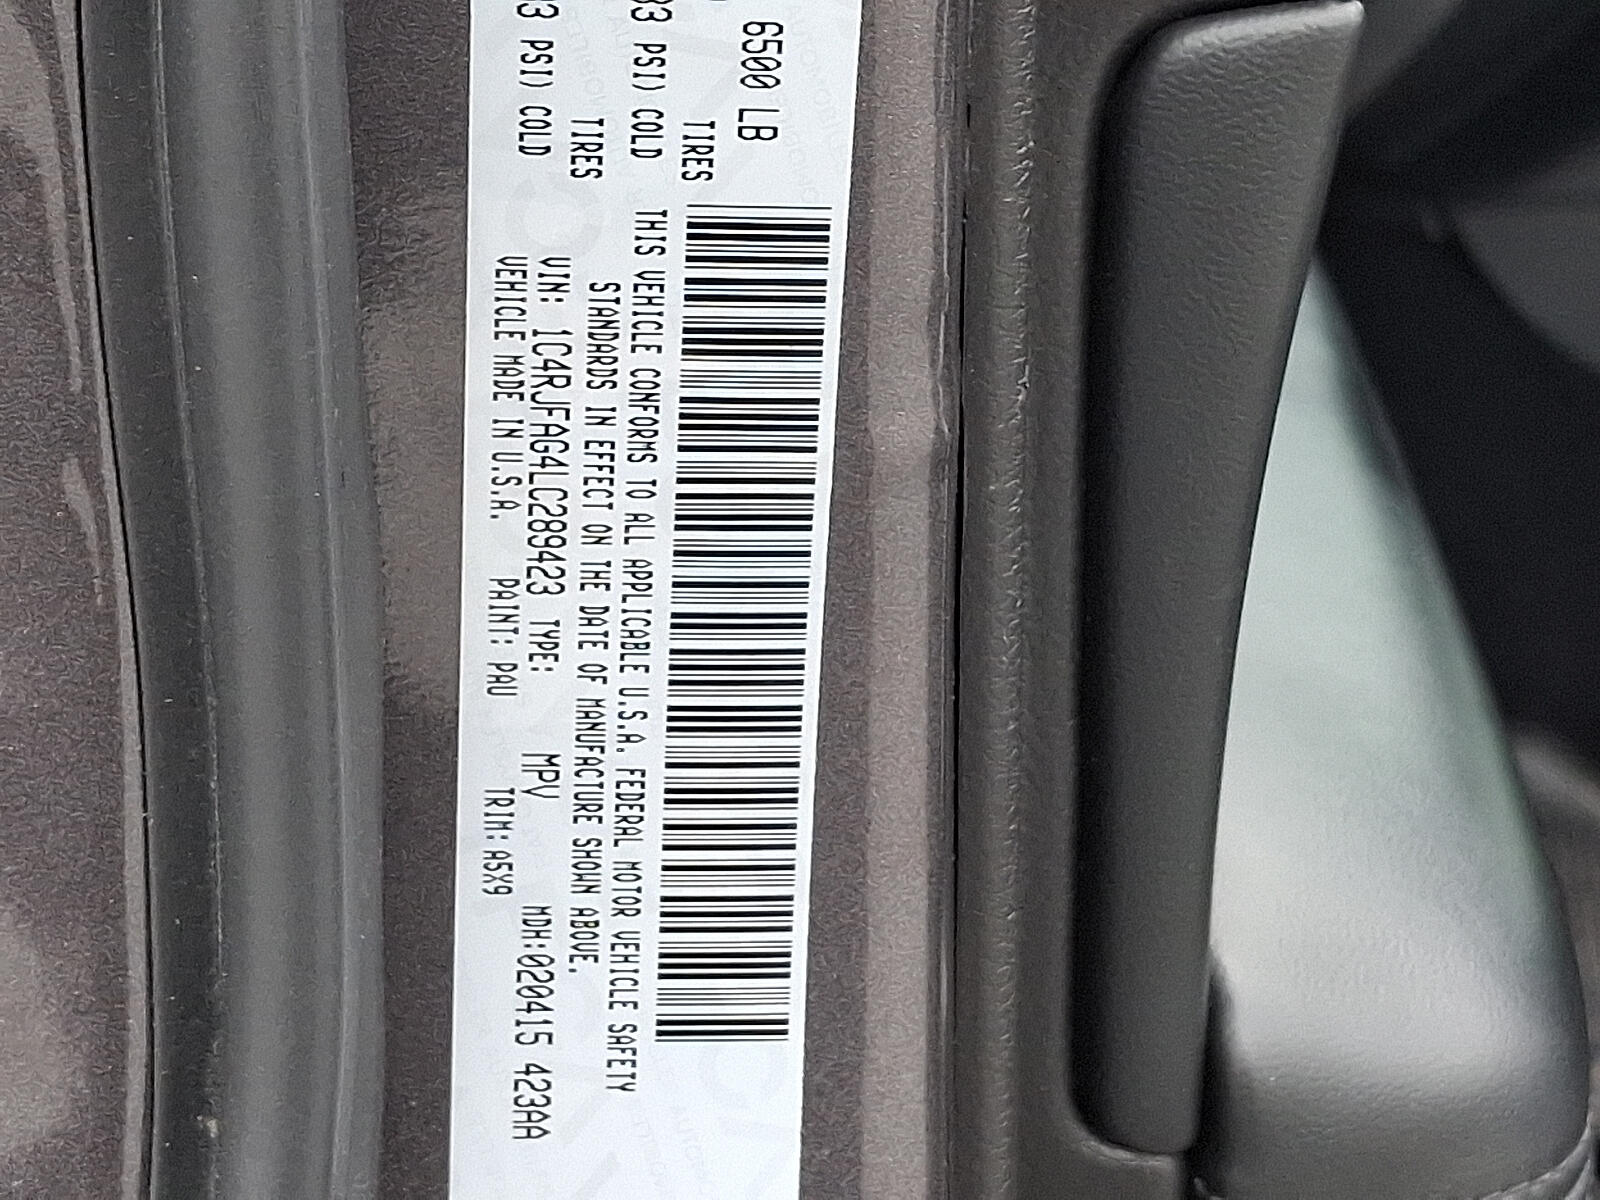 6500 LB
TIRES
33 PSI) COLD
TIRES
3 PSI) COLD
THIS VEHICLE CONFORMS TO ALL APPLICABLE U.S.A. FEDERAL MOTOR VEHICLE SAFETY
STANDARDS IN EFFECT ON THE DATE OF MANUFACTURE SHOWN ABOVE.
VIN: 1C4RJFAG4LC289423 TYPE: MPV MDH:020415 423AA
VEHICLE MADE IN U.S.A. PAINT: PAU TRIM: A5X9